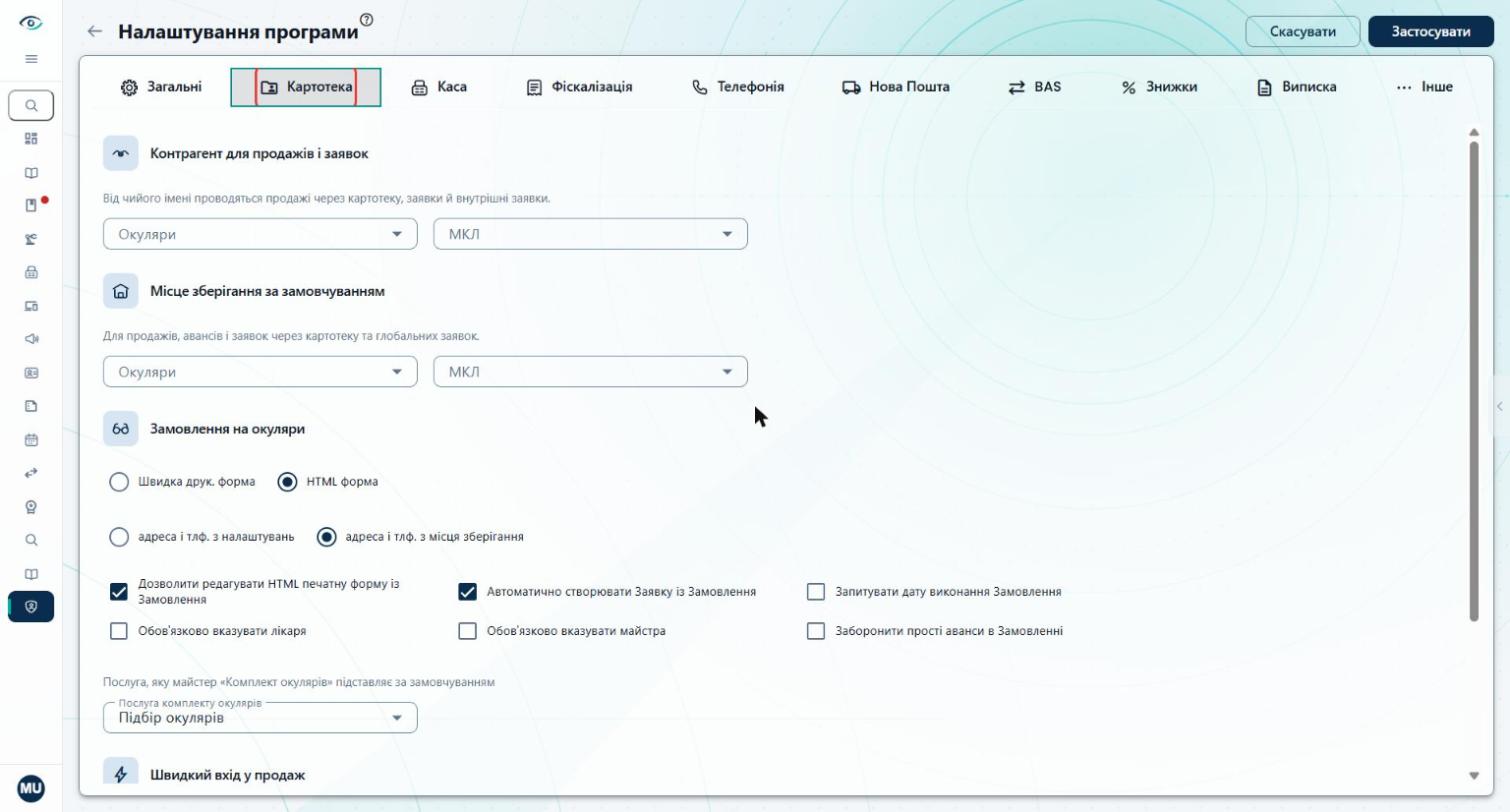 Налаштування програми
Скасувати
Застосувати
Загальні
Картотека
Каса
Фіскалізація
Телефонія
Нова Пошта
BAS
Знижки
Виписка
Інше
Контрагент для продажів і заявок
Від чийого імені проводяться продажі через картотеку, заявки й внутрішні заявки.
Окуляри
МКЛ
Місце зберігання за замовчуванням
Для продажів, авансів і заявок через картотеку та глобальних заявок.
Окуляри
МКЛ
Замовлення на окуляри
Швидка друк. форма
HTML форма
адреса і тлф. з налаштувань
адреса і тлф. з місця зберігання
Дозволити редагувати HTML печатну форму із
Замовлення
Автоматично створювати Заявку із Замовлення
Запитувати дату виконання Замовлення
Обов'язково вказувати лікаря
Обов'язково вказувати майстра
Заборонити прості аванси в Замовленні
Послуга, яку майстер «Комплект окулярів» підставляє за замовчуванням
Послуга комплекту окулярів
Підбір окулярів
Швидкий вхід у продаж
MU